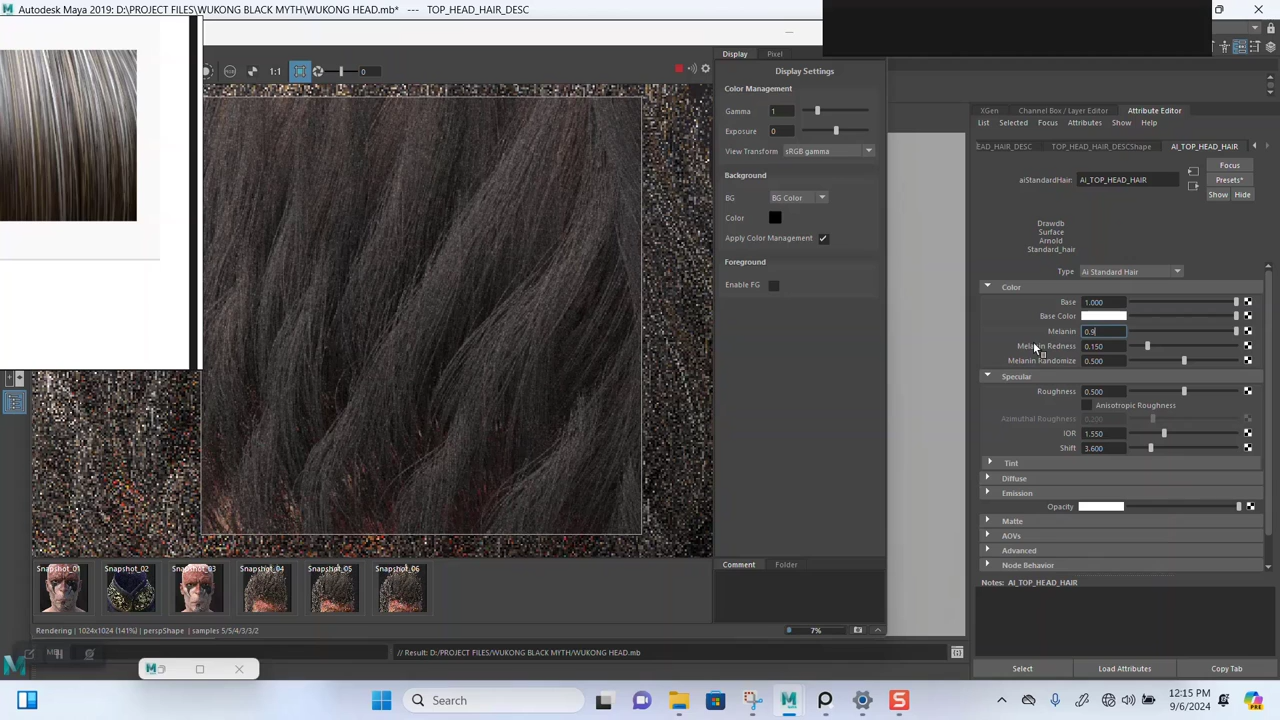 Autodesk Maya 2019: D:\PROJECT FILES\WUKONG BLACK MYTH\WUKONG HEAD.mb* --- TOP_HEAD_HAIR_DESC
1:1
0
Display
Pixel
Display Settings
Color Management
Gamma 1
Exposure 0
View Transform sRGB gamma
Background
BG BG Color
Color
Apply Color Management
Foreground
Enable FG
XGen
Channel Box / Layer Editor
Attribute Editor
List Selected Focus Attributes Show Help
EAD_HAIR_DESC
TOP_HEAD_HAIR_DESCShape
AI_TOP_HEAD_HAIR
Focus
aiStandardHair: AI_TOP_HEAD_HAIR
Presets*
Show Hide
Drawdb
Surface
Arnold
Standard_hair
Type Ai Standard Hair
Color
Base 1.000
Base Color
Melanin 0.9
Melanin Redness 0.150
Melanin Randomize 0.500
Specular
Roughness 0.500
Anisotropic Roughness
Azimuthal Roughness 0.200
IOR 1.550
Shift 3.600
Tint
Diffuse
Emission
Opacity
Matte
AOVs
Advanced
Node Behavior
Notes: AI_TOP_HEAD_HAIR
Select
Load Attributes
Copy Tab
Snapshot_01
Snapshot_02
Snapshot_03
Snapshot_04
Snapshot_05
Snapshot_06
Comment
Folder
Rendering | 1024x1024 (141%) | perspShape | samples 5/5/4/3/3/2
7%
// Result: D:/PROJECT FILES/WUKONG BLACK MYTH/WUKONG HEAD.mb
Search
12:15 PM
9/6/2024